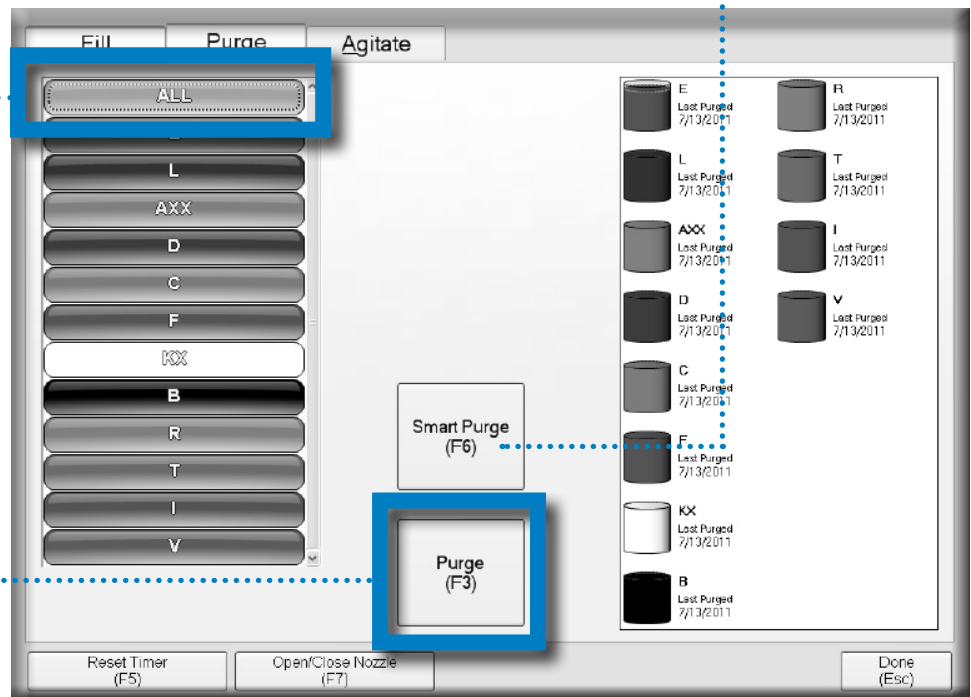 Fill
Purge
Agitate
ALL
L
AXX
D
C
F
KX
B
R
T
I
V
Smart Purge
(F6)
Purge
(F3)
E
Last Purged
7/13/2011
L
Last Purged
7/13/2011
AXX
Last Purged
7/13/2011
D
Last Purged
7/13/2011
C
Last Purged
7/13/2011
F
Last Purged
7/13/2011
KX
Last Purged
7/13/2011
B
Last Purged
7/13/2011
R
Last Purged
7/13/2011
T
Last Purged
7/13/2011
I
Last Purged
7/13/2011
V
Last Purged
7/13/2011
Reset Timer
(F5)
Open/Close Nozzle
(F7)
Done
(Esc)